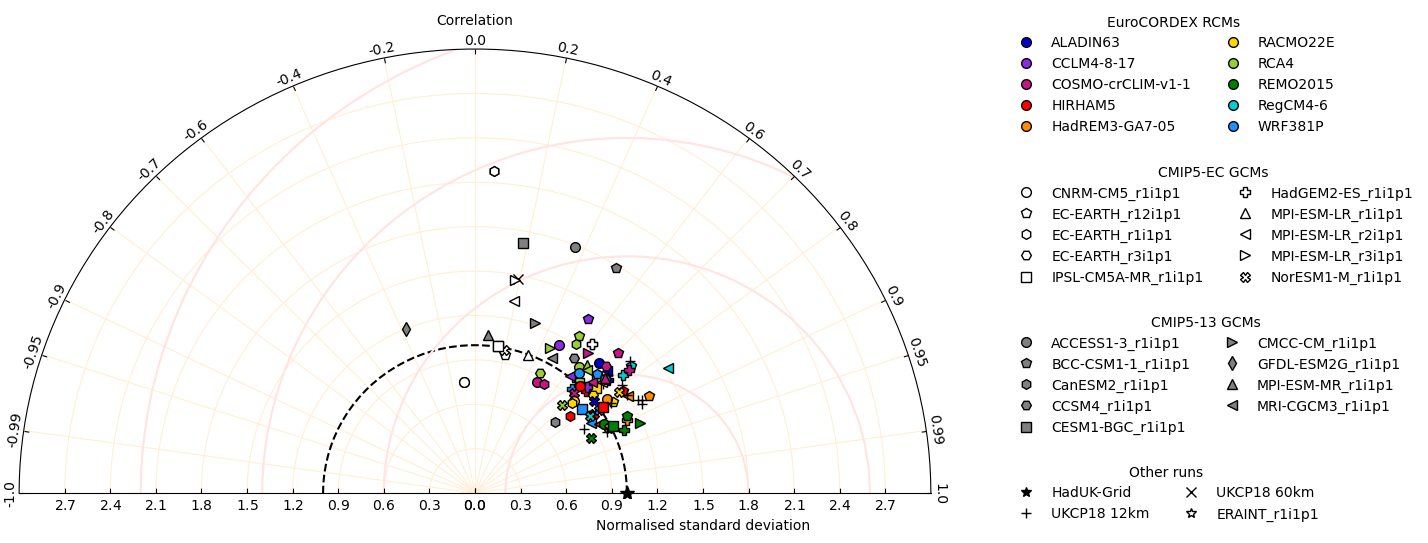 Correlation
-1.0
-0.99
-0.95
-0.9
-0.8
-0.7
-0.6
-0.4
-0.2
0.0
0.2
0.4
0.6
0.7
0.8
0.9
0.95
0.99
1.0
2.7 2.4 2.1 1.8 1.5 1.2 0.9 0.6 0.3 0.0 0.3 0.6 0.9 1.2 1.5 1.8 2.1 2.4 2.7
Normalised standard deviation
EuroCORDEX RCMs
ALADIN63 RACMO22E
CCLM4-8-17 RCA4
COSMO-crCLIM-v1-1 REMO2015
HIRHAM5 RegCM4-6
HadREM3-GA7-05 WRF381P
CMIP5-EC GCMs
CNRM-CM5_r1i1p1 HadGEM2-ES_r1i1p1
EC-EARTH_r12i1p1 MPI-ESM-LR_r1i1p1
EC-EARTH_r1i1p1 MPI-ESM-LR_r2i1p1
EC-EARTH_r3i1p1 MPI-ESM-LR_r3i1p1
IPSL-CM5A-MR_r1i1p1 NorESM1-M_r1i1p1
CMIP5-13 GCMs
ACCESS1-3_r1i1p1 CMCC-CM_r1i1p1
BCC-CSM1-1_r1i1p1 GFDL-ESM2G_r1i1p1
CanESM2_r1i1p1 MPI-ESM-MR_r1i1p1
CCSM4_r1i1p1 MRI-CGCM3_r1i1p1
CESM1-BGC_r1i1p1
Other runs
HadUK-Grid UKCP18 60km
UKCP18 12km ERAINT_r1i1p1